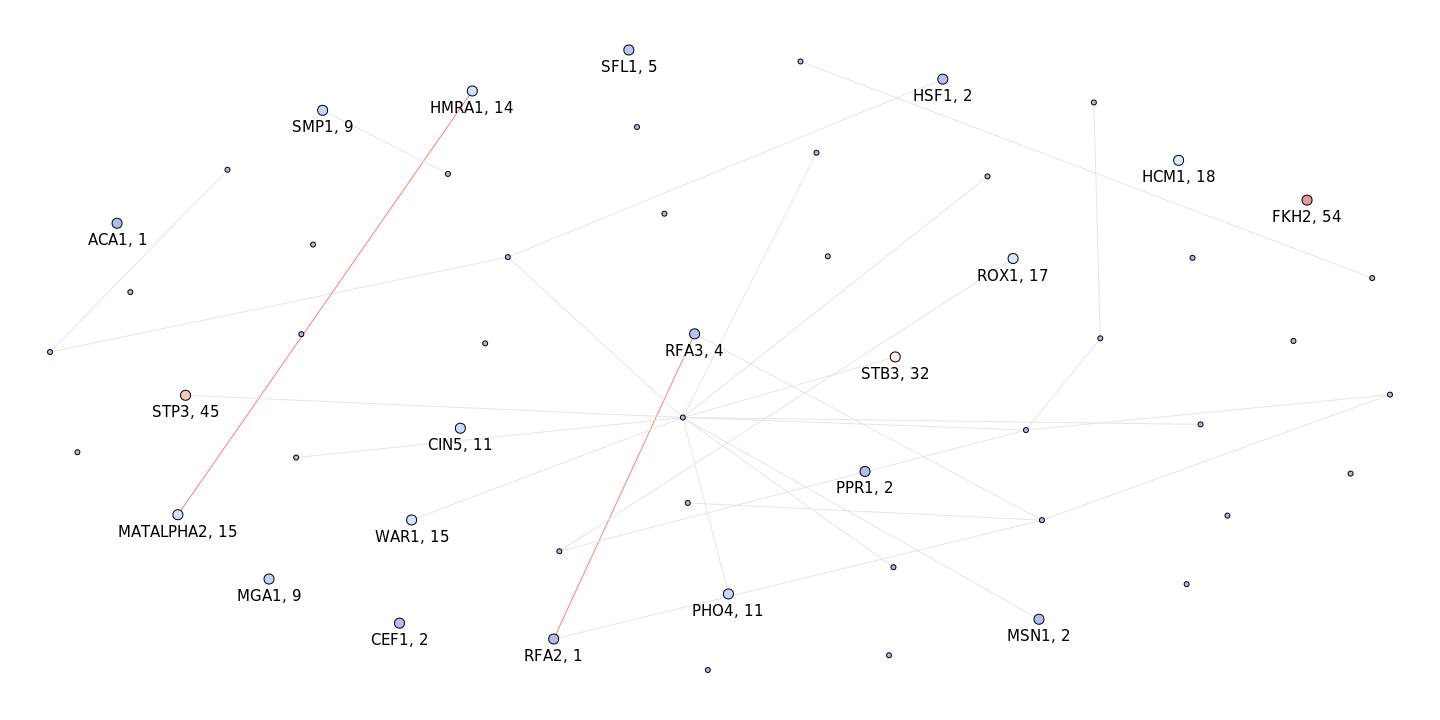 SFL1, 5
HSF1, 2
HMRA1, 14
SMP1, 9
HCM1, 18
FKH2, 54
ACA1, 1
ROX1, 17
RFA3, 4
STB3, 32
STP3, 45
CIN5, 11
PPR1, 2
MATALPHA2, 15
WAR1, 15
MGA1, 9
PHO4, 11
CEF1, 2
MSN1, 2
RFA2, 1